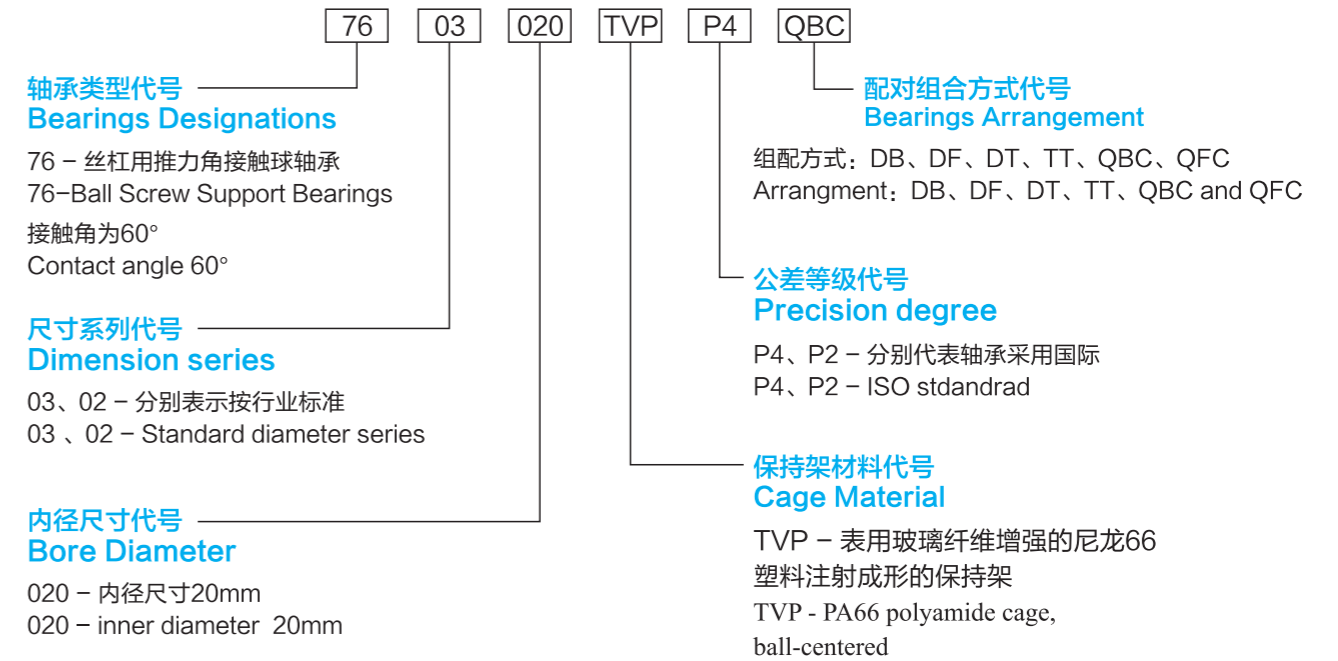 76 03 020 TVP P4 QBC
轴承类型代号
Bearings Designations
76 – 丝杠用推力角接触球轴承
76–Ball Screw Support Bearings
接触角为60°
Contact angle 60°
尺寸系列代号
Dimension series
03、02 – 分别表示按行业标准
03 、02 – Standard diameter series
内径尺寸代号
Bore Diameter
020 – 内径尺寸20mm
020 – inner diameter 20mm
配对组合方式代号
Bearings Arrangement
组配方式：DB、DF、DT、TT、QBC、QFC
Arrangment：DB、DF、DT、TT、QBC and QFC
公差等级代号
Precision degree
P4、P2 – 分别代表轴承采用国际
P4、P2 – ISO stdandrad
保持架材料代号
Cage Material
TVP – 表用玻璃纤维增强的尼龙66
塑料注射成形的保持架
TVP - PA66 polyamide cage,
ball-centered